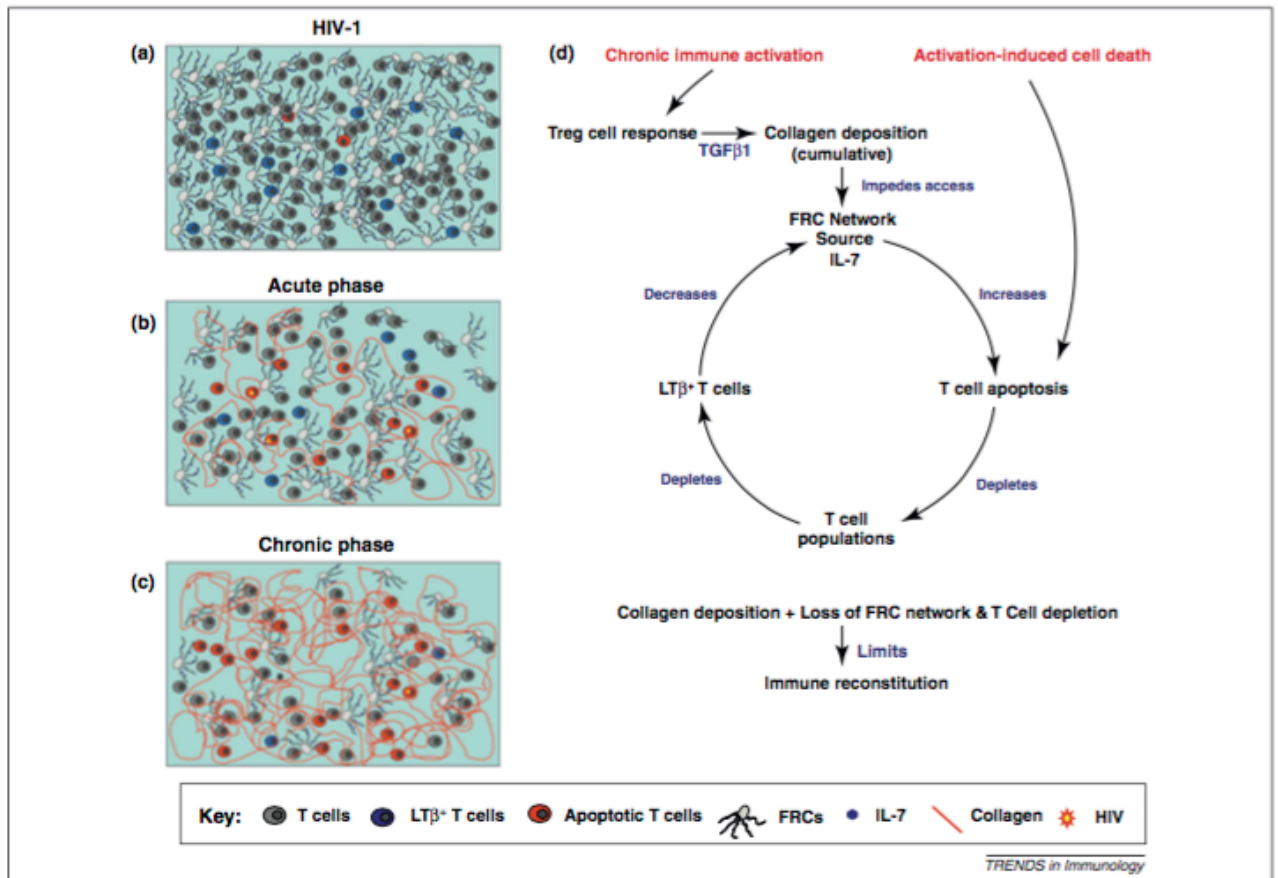 HIV-1
(a)
Acute phase
(b)
Chronic phase
(c)
(d)
Chronic immune activation
Activation-induced cell death
Treg cell response
TGFβ1
Collagen deposition
(cumulative)
Impedes access
FRC Network
Source
IL-7
Decreases
Increases
LTβ+ T cells
T cell apoptosis
Depletes
Depletes
T cell
populations
Collagen deposition + Loss of FRC network & T Cell depletion
Limits
Immune reconstitution
Key: T cells LTβ+ T cells Apoptotic T cells FRCs IL-7 Collagen HIV
TRENDS in Immunology